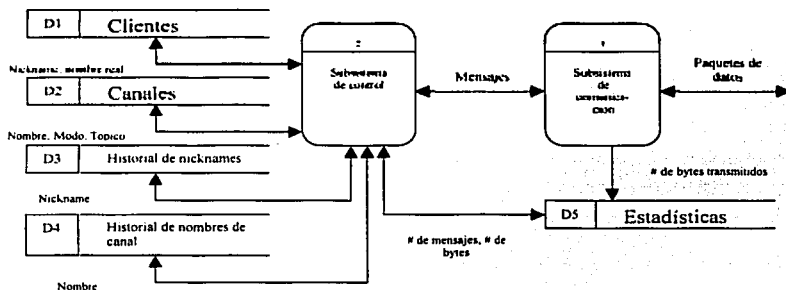 D1 Clientes
Nickname, nombre real
D2 Canales
Nombre, Modo, Topico
D3 Historial de nicknames
Nickname
D4 Historial de nombres de
canal
Nombre
2
Subsistema
de control
Mensajes
Subsistema
de
Paquetes de
datos
# de bytes transmitidos
D5 Estadísticas
# de mensajes, # de
bytes